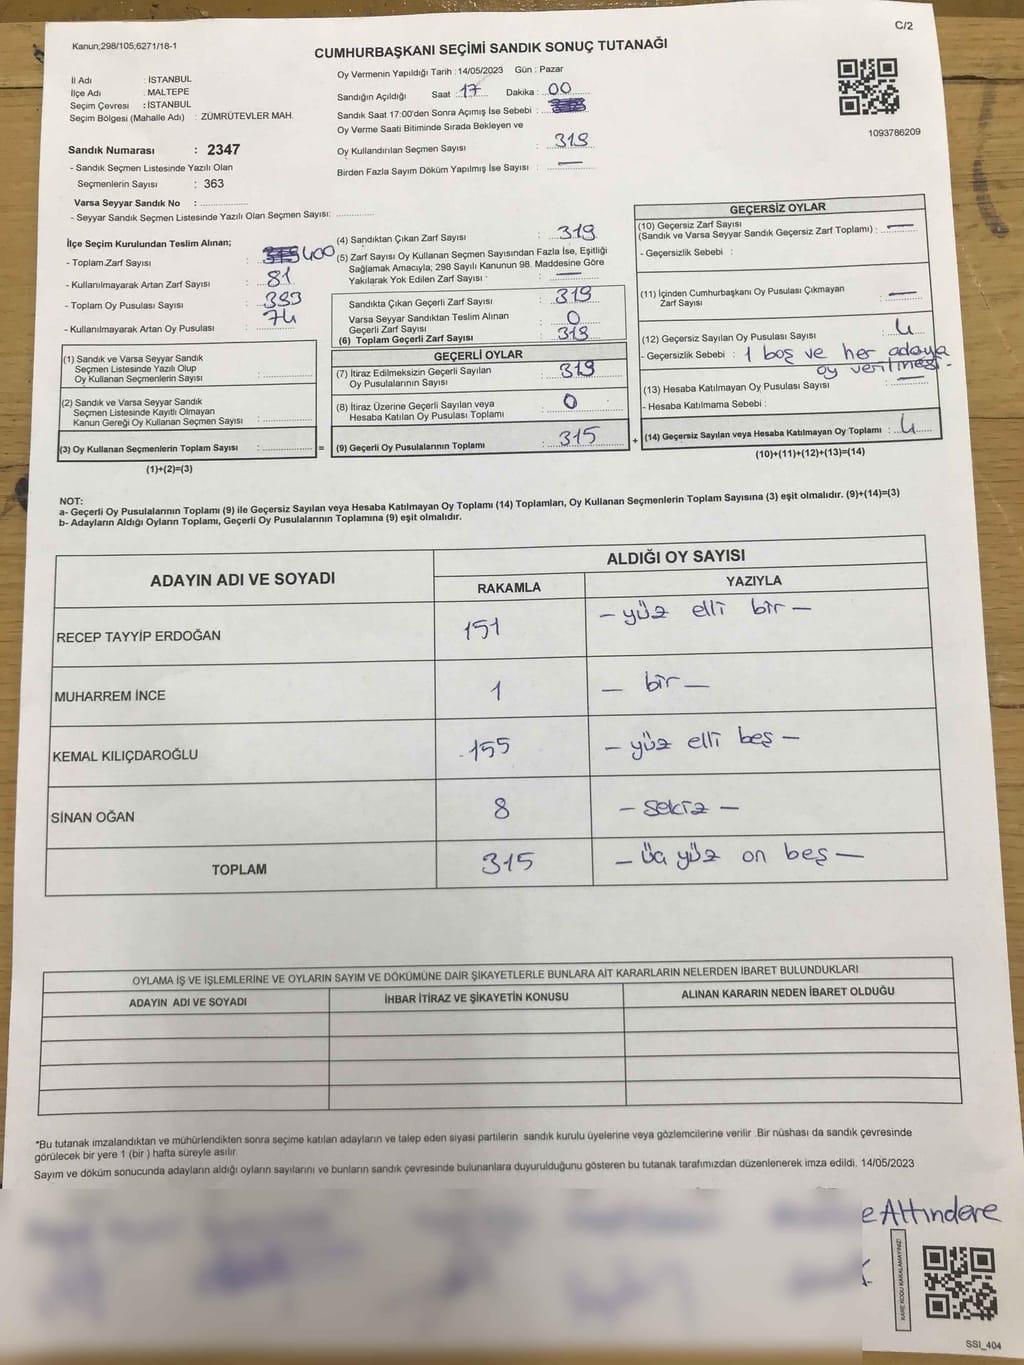 C/2
Kanun;298/105;6271/18-1
CUMHURBAŞKANI SEÇİMİ SANDIK SONUÇ TUTANAĞI
İl Adı : İSTANBUL
İlçe Adı : MALTEPE
Seçim Çevresi : İSTANBUL
Seçim Bölgesi (Mahalle Adı) : ZÜMRÜTEVLER MAH.
Sandık Numarası : 2347
- Sandık Seçmen Listesinde Yazılı Olan
Seçmenlerin Sayısı : 363
Varsa Seyyar Sandık No :
- Seyyar Sandık Seçmen Listesinde Yazılı Olan Seçmen Sayısı:
Oy Vermenin Yapıldığı Tarih : 14/05/2023 Gün : Pazar
Sandığın Açıldığı Saat : 17 Dakika : 00
Sandık Saat 17:00'den Sonra Açımış İse Sebebi :
Oy Verme Saati Bitiminde Sırada Bekleyen ve
Oy Kullandırılan Seçmen Sayısı : 319
Birden Fazla Sayım Döküm Yapılmış İse Sayısı : —
1093786209
İlçe Seçim Kurulundan Teslim Alınan;
- Toplam Zarf Sayısı : 400
- Kullanılmayarak Artan Zarf Sayısı : 81
- Toplam Oy Pusulası Sayısı : 393
- Kullanılmayarak Artan Oy Pusulası : 74
(1) Sandık ve Varsa Seyyar Sandık
Seçmen Listesinde Yazılı Olup
Oy Kullanan Seçmenlerin Sayısı :
(2) Sandık ve Varsa Seyyar Sandık
Seçmen Listesinde Kayıtlı Olmayan
Kanun Gereği Oy Kullanan Seçmen Sayısı :
(3) Oy Kullanan Seçmenlerin Toplam Sayısı :
(1)+(2)=(3)
(4) Sandıktan Çıkan Zarf Sayısı : 319
(5) Zarf Sayısı Oy Kullanan Seçmen Sayısından Fazla İse, Eşitliği
Sağlamak Amacıyla; 298 Sayılı Kanunun 98. Maddesine Göre
Yakılarak Yok Edilen Zarf Sayısı : —
Sandıkta Çıkan Geçerli Zarf Sayısı : 319
Varsa Seyyar Sandıktan Teslim Alınan
Geçerli Zarf Sayısı : 0
(6) Toplam Geçerli Zarf Sayısı : 319
GEÇERLİ OYLAR
(7) İtiraz Edilmeksizin Geçerli Sayılan
Oy Pusulalarının Sayısı : 319
(8) İtiraz Üzerine Geçerli Sayılan veya
Hesaba Katılan Oy Pusulası Toplamı : 0
= (9) Geçerli Oy Pusulalarının Toplamı : 315 +
GEÇERSİZ OYLAR
(10) Geçersiz Zarf Sayısı
(Sandık ve Varsa Seyyar Sandık Geçersiz Zarf Toplamı) : —
- Geçersizlik Sebebi :
(11) İçinden Cumhurbaşkanı Oy Pusulası Çıkmayan
Zarf Sayısı : —
(12) Geçersiz Sayılan Oy Pusulası Sayısı : 4
- Geçersizlik Sebebi : 1 boş ve her adaya
oy verilmesi.
(13) Hesaba Katılmayan Oy Pusulası Sayısı : —
- Hesaba Katılmama Sebebi :
(14) Geçersiz Sayılan veya Hesaba Katılmayan Oy Toplamı : 4
(10)+(11)+(12)+(13)=(14)
NOT:
a- Geçerli Oy Pusulalarının Toplamı (9) ile Geçersiz Sayılan veya Hesaba Katılmayan Oy Toplamı (14) Toplamları, Oy Kullanan Seçmenlerin Toplam Sayısına (3) eşit olmalıdır. (9)+(14)=(3)
b- Adayların Aldığı Oyların Toplamı, Geçerli Oy Pusulalarının Toplamına (9) eşit olmalıdır.
ADAYIN ADI VE SOYADI
ALDIĞI OY SAYISI
RAKAMLA YAZIYLA
RECEP TAYYİP ERDOĞAN 151 - yüz elli bir -
MUHARREM İNCE 1 - bir -
KEMAL KILIÇDAROĞLU 155 - yüz elli beş -
SİNAN OĞAN 8 - sekiz -
TOPLAM 315 - üç yüz on beş -
OYLAMA İŞ VE İŞLEMLERİNE VE OYLARIN SAYIM VE DÖKÜMÜNE DAİR ŞİKAYETLERLE BUNLARA AİT KARARLARIN NELERDEN İBARET BULUNDUKLARI
ADAYIN ADI VE SOYADI İHBAR İTİRAZ VE ŞİKAYETİN KONUSU ALINAN KARARIN NEDEN İBARET OLDUĞU
*Bu tutanak imzalandıktan ve mühürlendikten sonra seçime katılan adayların ve talep eden siyasi partilerin sandık kurulu üyelerine veya gözlemcilerine verilir .Bir nüshası da sandık çevresinde
görülecek bir yere 1 (bir ) hafta süreyle asılır.
Sayım ve döküm sonucunda adayların aldığı oyların sayılarını ve bunların sandık çevresinde bulunanlara duyurulduğunu gösteren bu tutanak tarafımızdan düzenlenerek imza edildi. 14/05/2023
e Altındere
KARE KODU KARALAMAYINIZ!
SSI_404